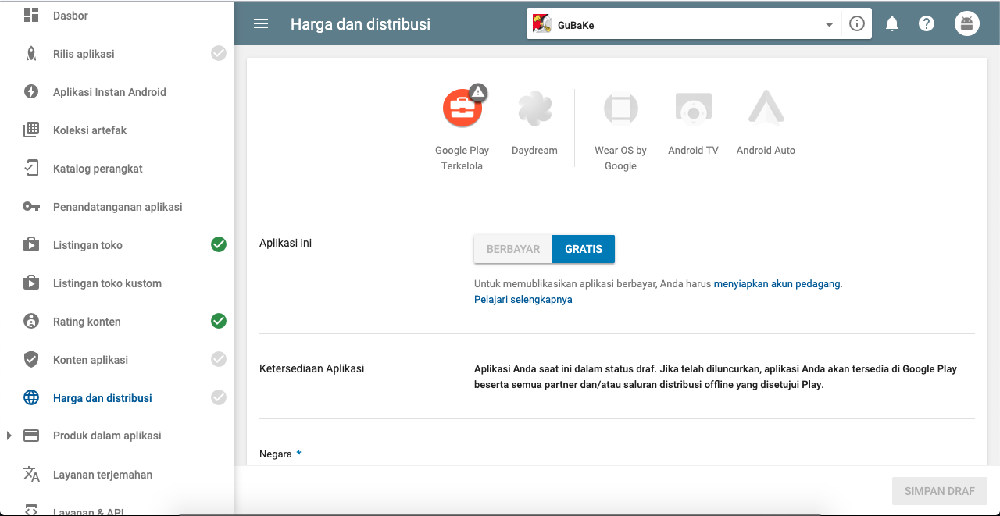 Dasbor
Rilis aplikasi
Aplikasi Instan Android
Koleksi artefak
Katalog perangkat
Penandatanganan aplikasi
Listingan toko
Listingan toko kustom
Rating konten
Konten aplikasi
Harga dan distribusi
Produk dalam aplikasi
Layanan terjemahan
Layanan & API
Harga dan distribusi
GuBaKe
Google Play
Terkelola
Daydream
Wear OS by
Google
Android TV
Android Auto
Aplikasi ini
BERBAYAR
GRATIS
Untuk memublikasikan aplikasi berbayar, Anda harus menyiapkan akun pedagang.
Pelajari selengkapnya
Ketersediaan Aplikasi
Aplikasi Anda saat ini dalam status draf. Jika telah diluncurkan, aplikasi Anda akan tersedia di Google Play
beserta semua partner dan/atau saluran distribusi offline yang disetujui Play.
Negara *
SIMPAN DRAF